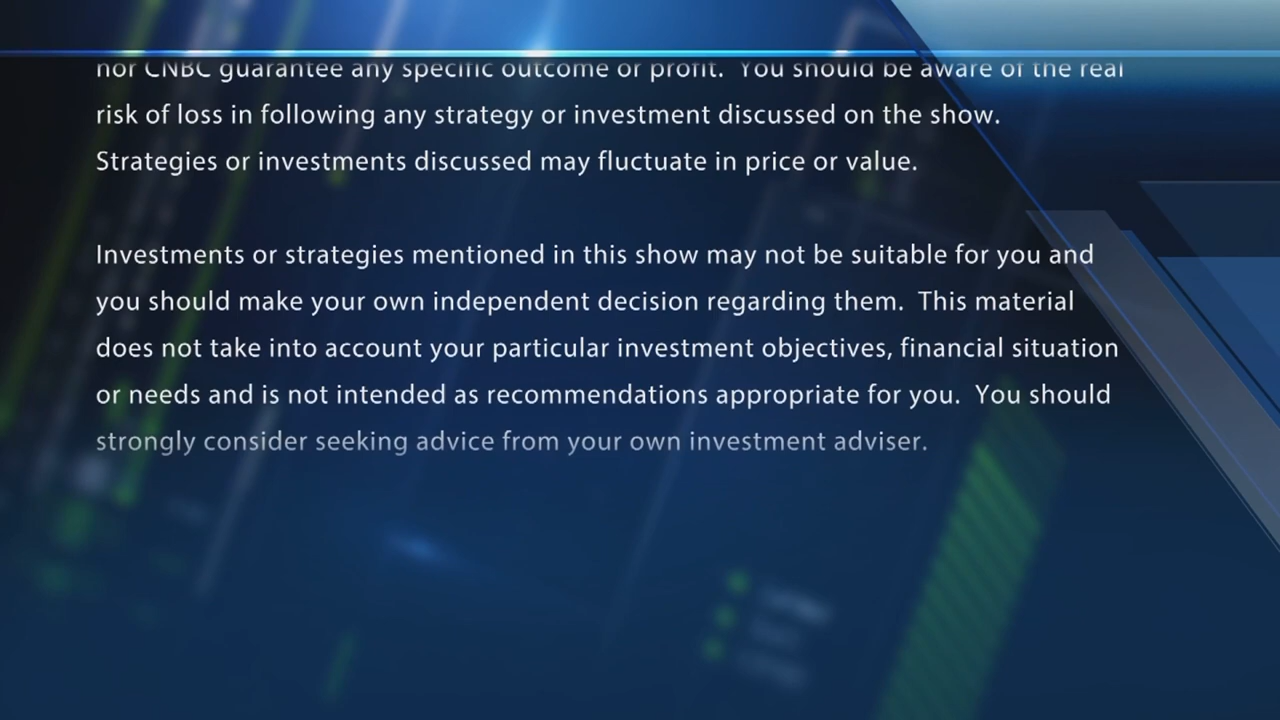 nor CNBC guarantee any specific outcome or profit.  You should be aware of the real
risk of loss in following any strategy or investment discussed on the show.
Strategies or investments discussed may fluctuate in price or value.
Investments or strategies mentioned in this show may not be suitable for you and
you should make your own independent decision regarding them.  This material
does not take into account your particular investment objectives, financial situation
or needs and is not intended as recommendations appropriate for you.  You should
strongly consider seeking advice from your own investment adviser.